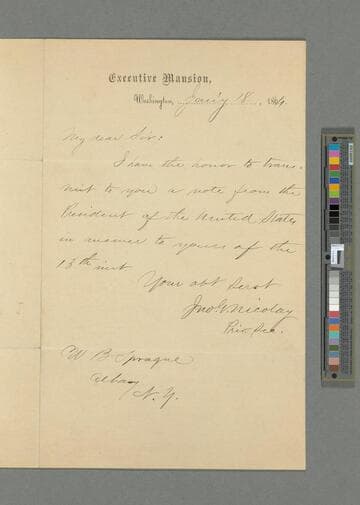 Executive Mansion,
Washington, Jan'y 18, 1864.
My dear Sir:
I have the honor to trans-
mit to you a note from the
President of the United States
in answer to yours of the
13th inst
Your obt Servt
Jno. G. Nicolay
Priv. Sec.
W B Sprague
Albany
N. Y.